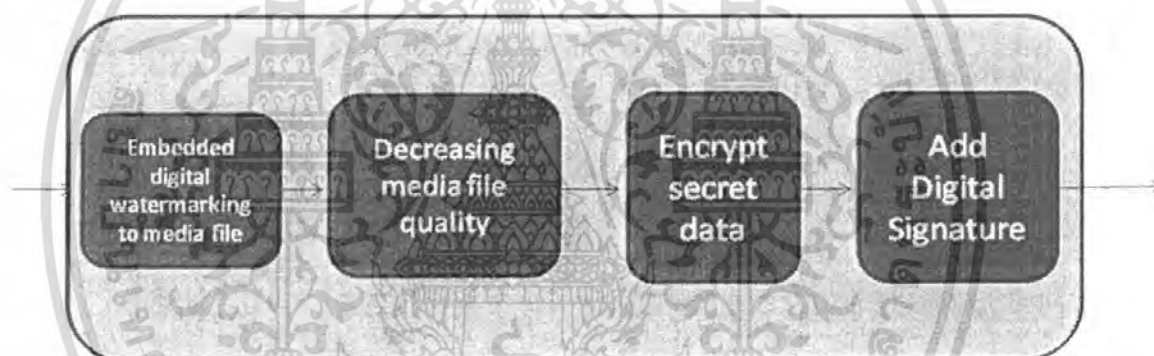 Embedded
digital
watermarking
to media file
Decreasing
media file
quality
Encrypt
secret
data
Add
Digital
Signature